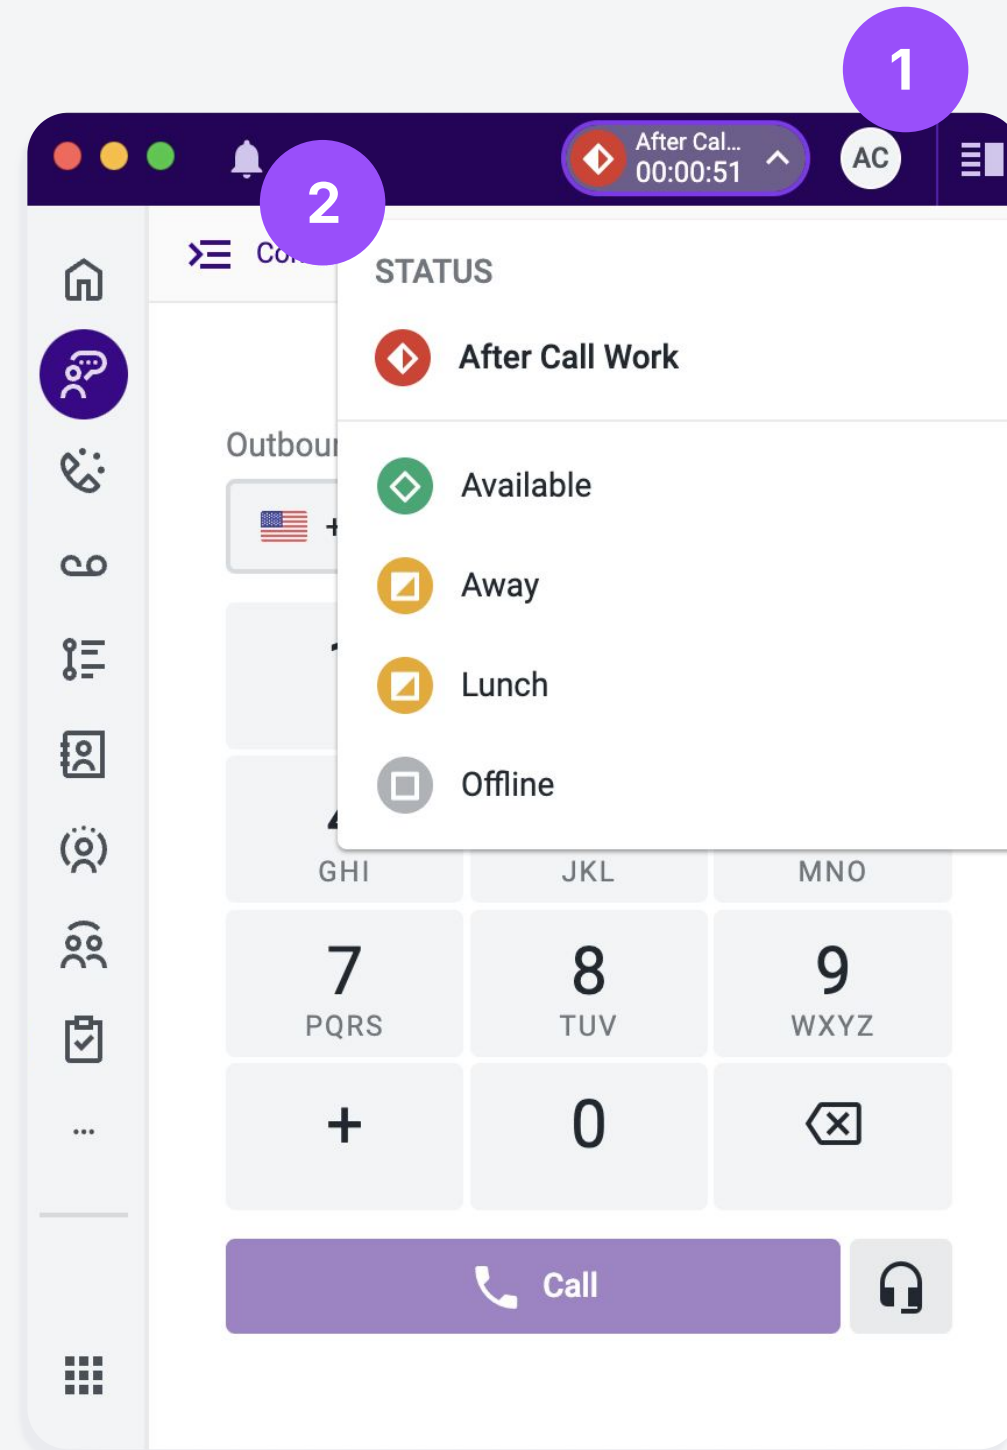 1
2
After Cal...
00:00:51
AC
STATUS
After Call Work
Available
Away
Lunch
Offline
GHI
JKL
MNO
7
8
9
PQRS
TUV
WXYZ
+
0
Call